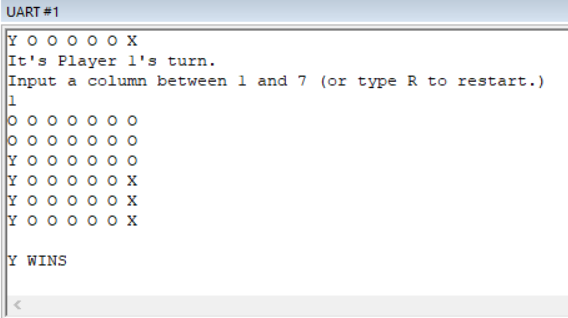 UART #1
Y O O O O O X
It's Player 1's turn.
Input a column between 1 and 7 (or type R to restart.)
1
O O O O O O O
O O O O O O O
Y O O O O O O
Y O O O O O X
Y O O O O O X
Y O O O O O X
Y WINS